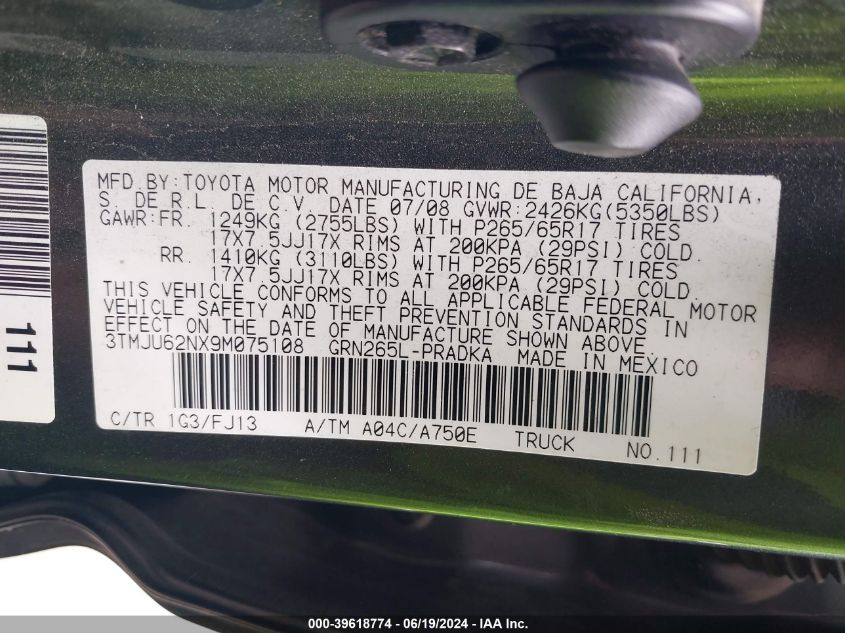 MFD BY:TOYOTA MOTOR MANUFACTURING DE BAJA CALIFORNIA,
S. DE R.L. DE C.V. DATE 07/08 GVWR:2426KG(5350LBS)
GAWR:FR. 1249KG (2755LBS) WITH P265/65R17 TIRES
17X7.5JJ17X RIMS AT 200KPA (29PSI) COLD.
RR. 1410KG (3110LBS) WITH P265/65R17 TIRES
17X7.5JJ17X RIMS AT 200KPA (29PSI) COLD.
THIS VEHICLE CONFORMS TO ALL APPLICABLE FEDERAL MOTOR
VEHICLE SAFETY AND THEFT PREVENTION STANDARDS IN
EFFECT ON THE DATE OF MANUFACTURE SHOWN ABOVE
3TMJU62NX9M075108 GRN265L-PRADKA MADE IN MEXICO
C/TR 1G3/FJ13 A/TM A04C/A750E TRUCK NO.111
111
000-39618774 - 06/19/2024 - IAA Inc.